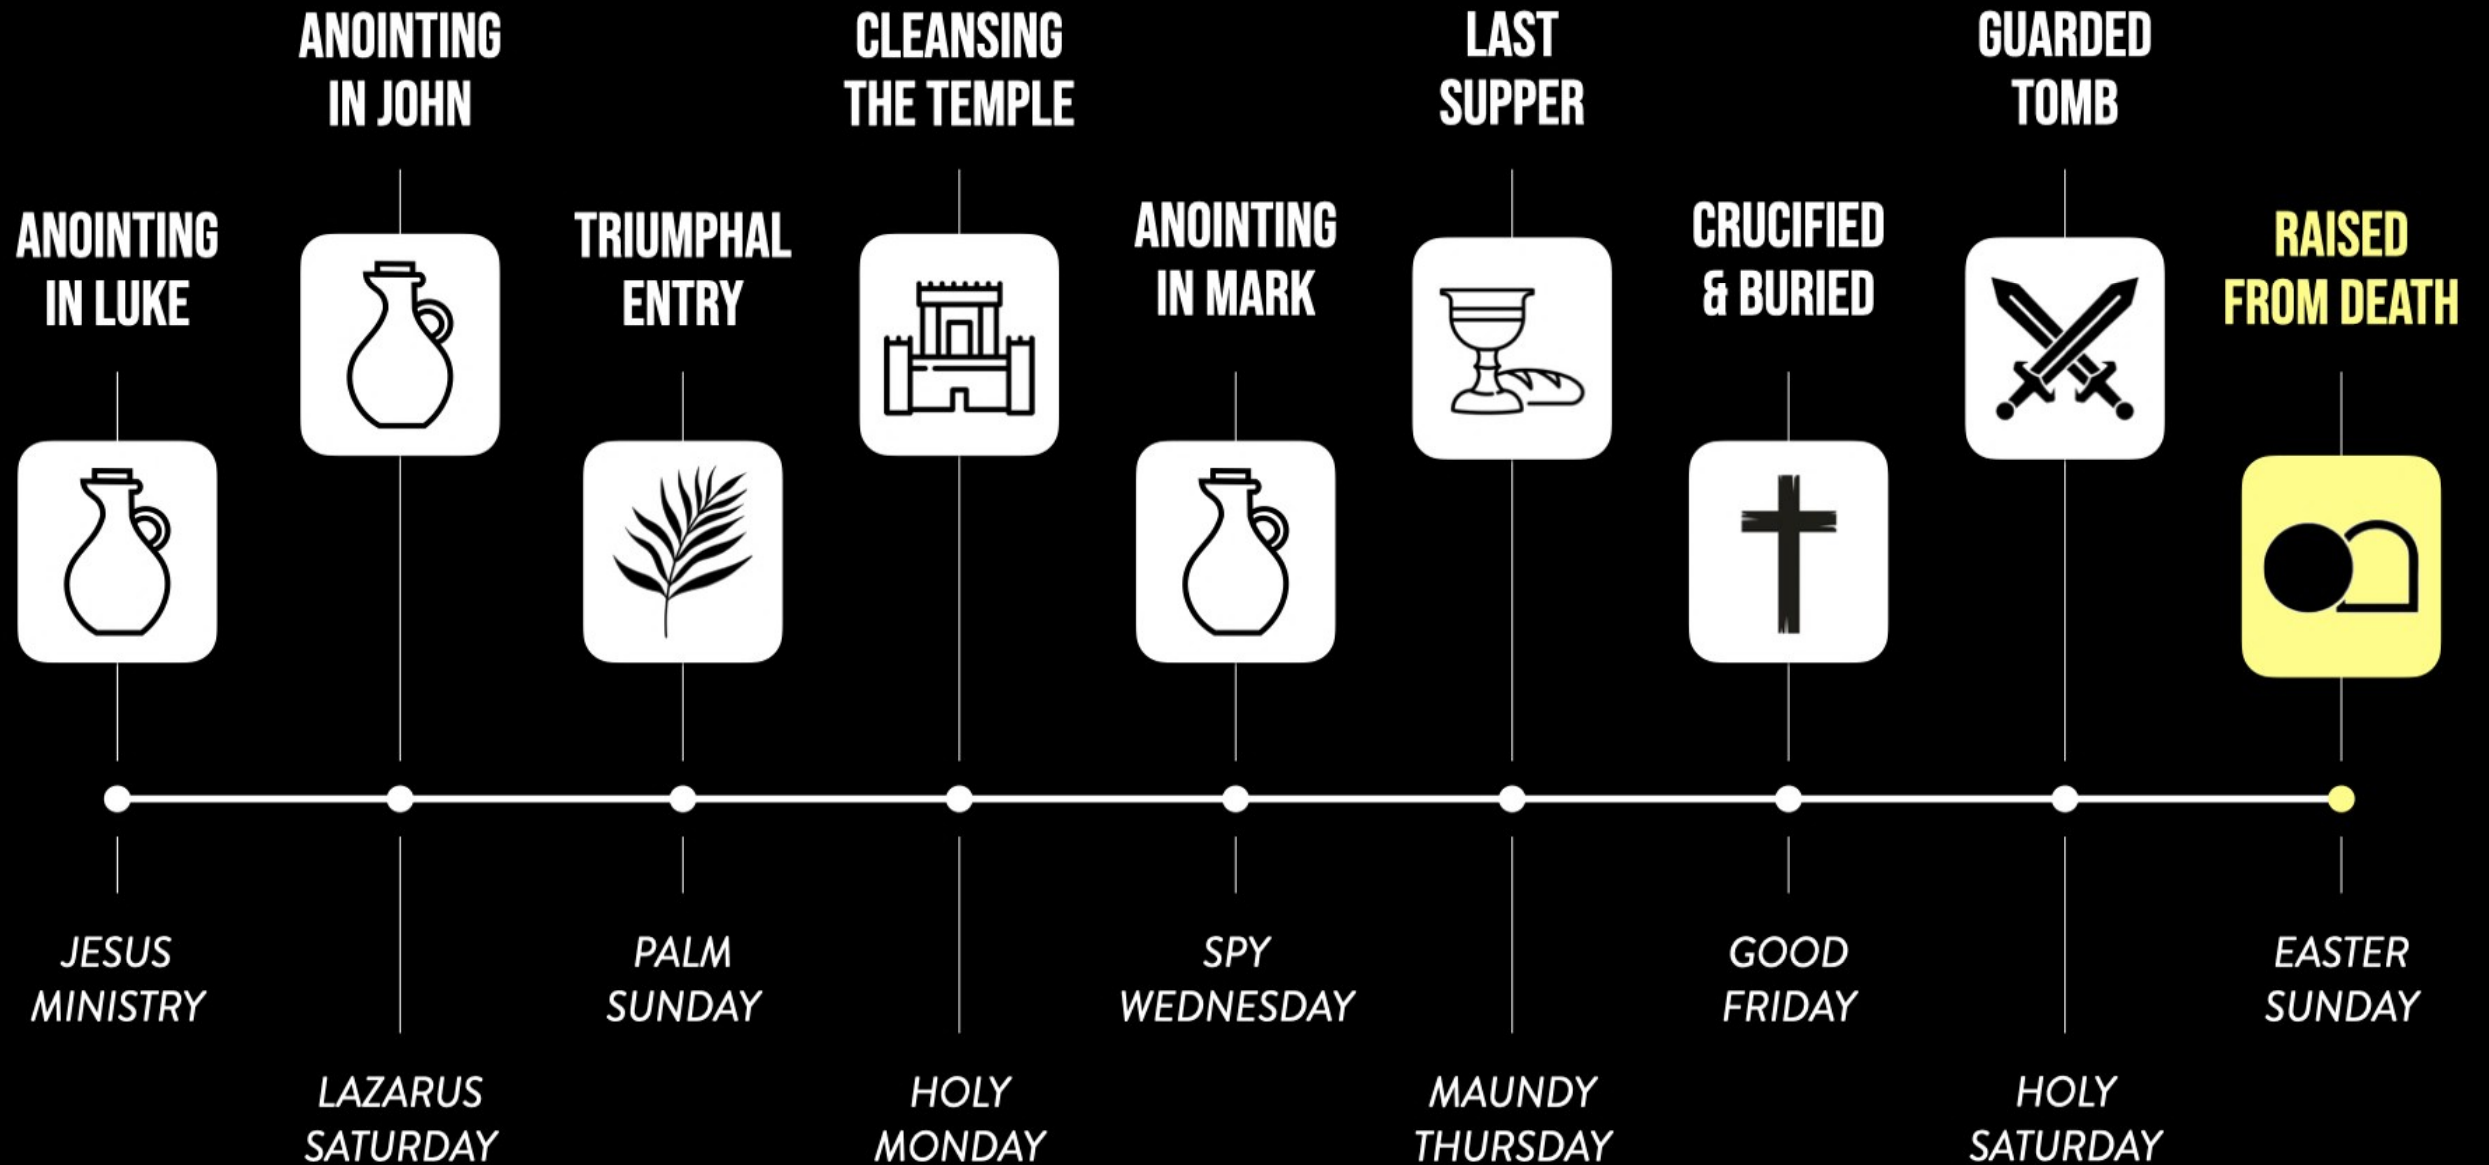 ANOINTING
IN LUKE
JESUS
MINISTRY
ANOINTING
IN JOHN
LAZARUS
SATURDAY
TRIUMPHAL
ENTRY
PALM
SUNDAY
CLEANSING
THE TEMPLE
HOLY
MONDAY
ANOINTING
IN MARK
SPY
WEDNESDAY
LAST
SUPPER
MAUNDY
THURSDAY
CRUCIFIED
& BURIED
GOOD
FRIDAY
GUARDED
TOMB
HOLY
SATURDAY
RAISED
FROM DEATH
EASTER
SUNDAY